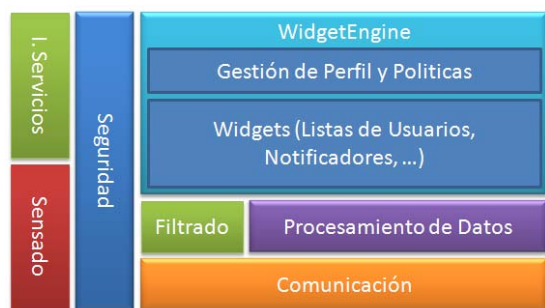 I. Servicios
Sensado
Seguridad
WidgetEngine
Gestión de Perfil y Politicas
Widgets (Listas de Usuarios,
Notificadores, ...)
Filtrado
Procesamiento de Datos
Comunicación